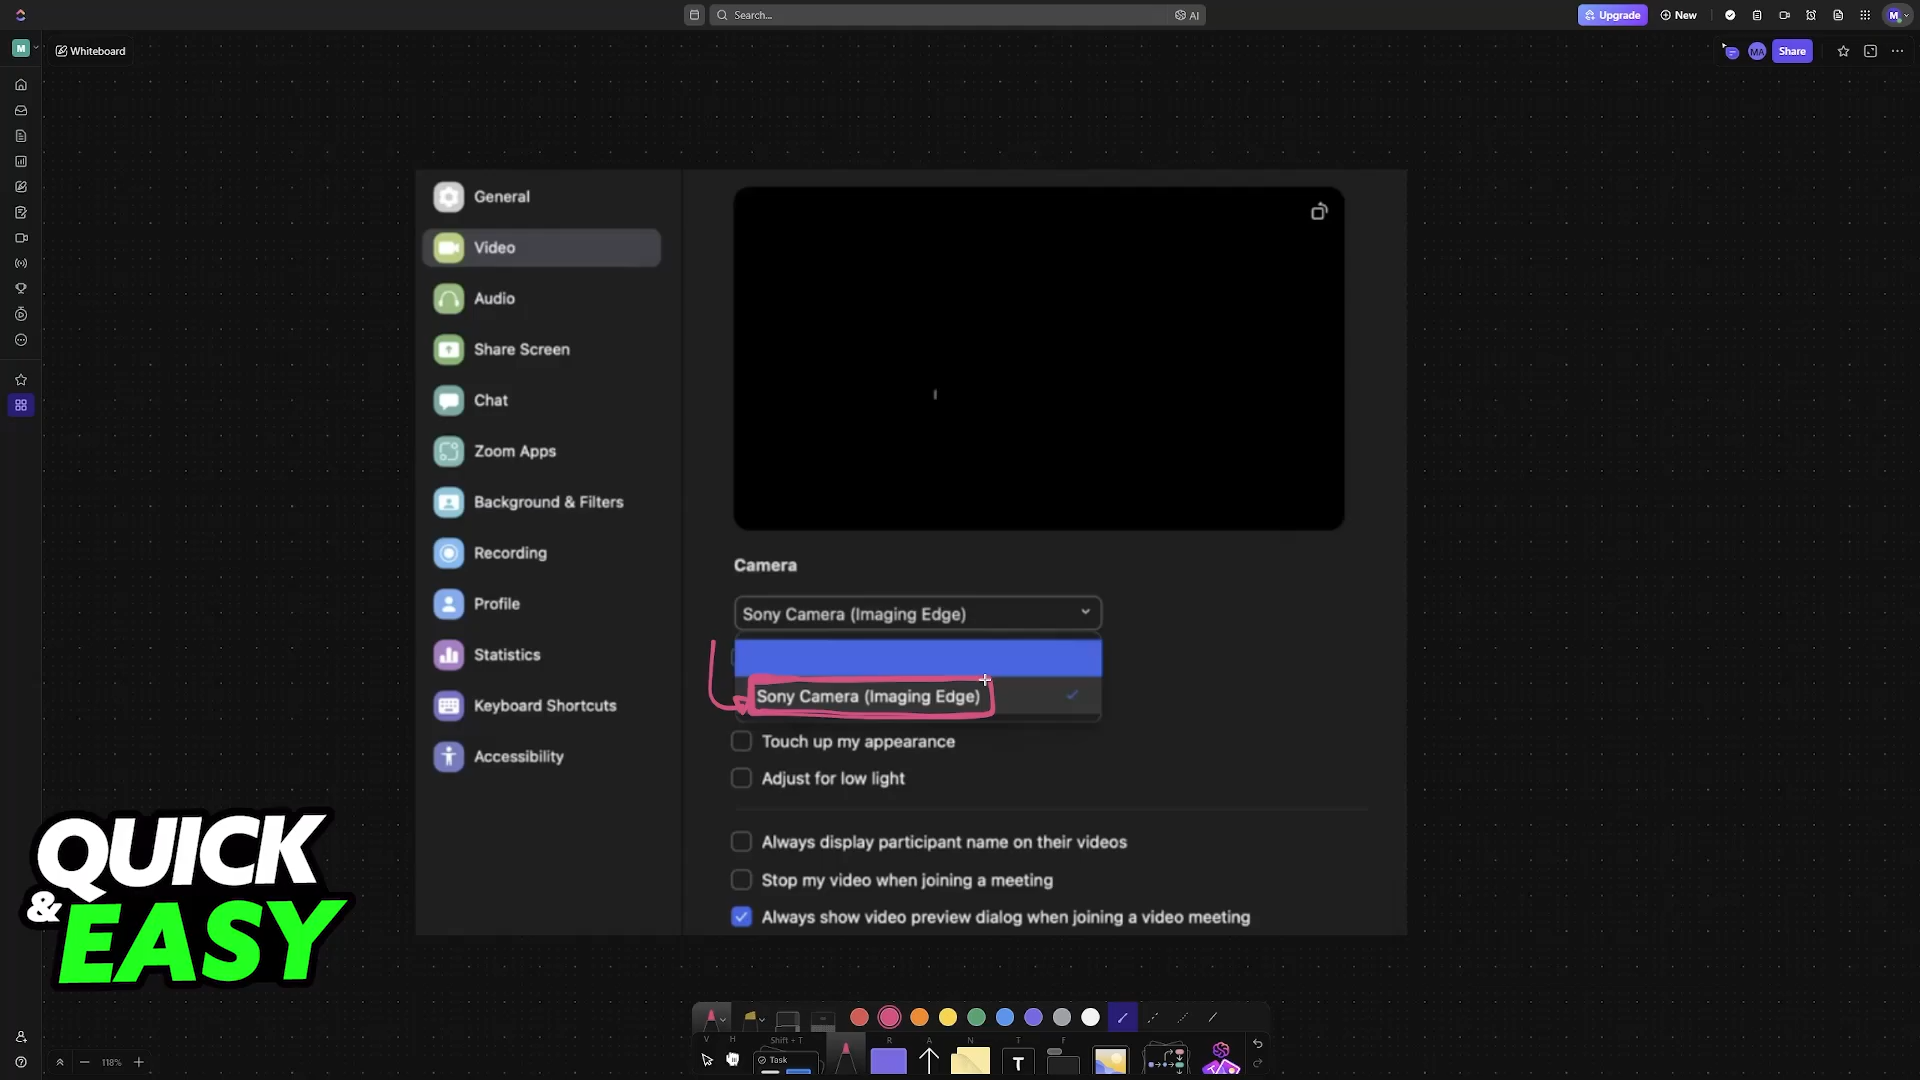 Search...
AI
Upgrade
New
M
M
Whiteboard
MA
Share
General
Video
Audio
Share Screen
Chat
Zoom Apps
Background & Filters
Recording
Profile
Statistics
Keyboard Shortcuts
Accessibility
Camera
Sony Camera (Imaging Edge)
Sony Camera (Imaging Edge)
Touch up my appearance
Adjust for low light
Always display participant name on their videos
Stop my video when joining a meeting
Always show video preview dialog when joining a video meeting
QUICK
& EASY
V
H
Shift + T
R
A
N
T
F
Task
T
118%